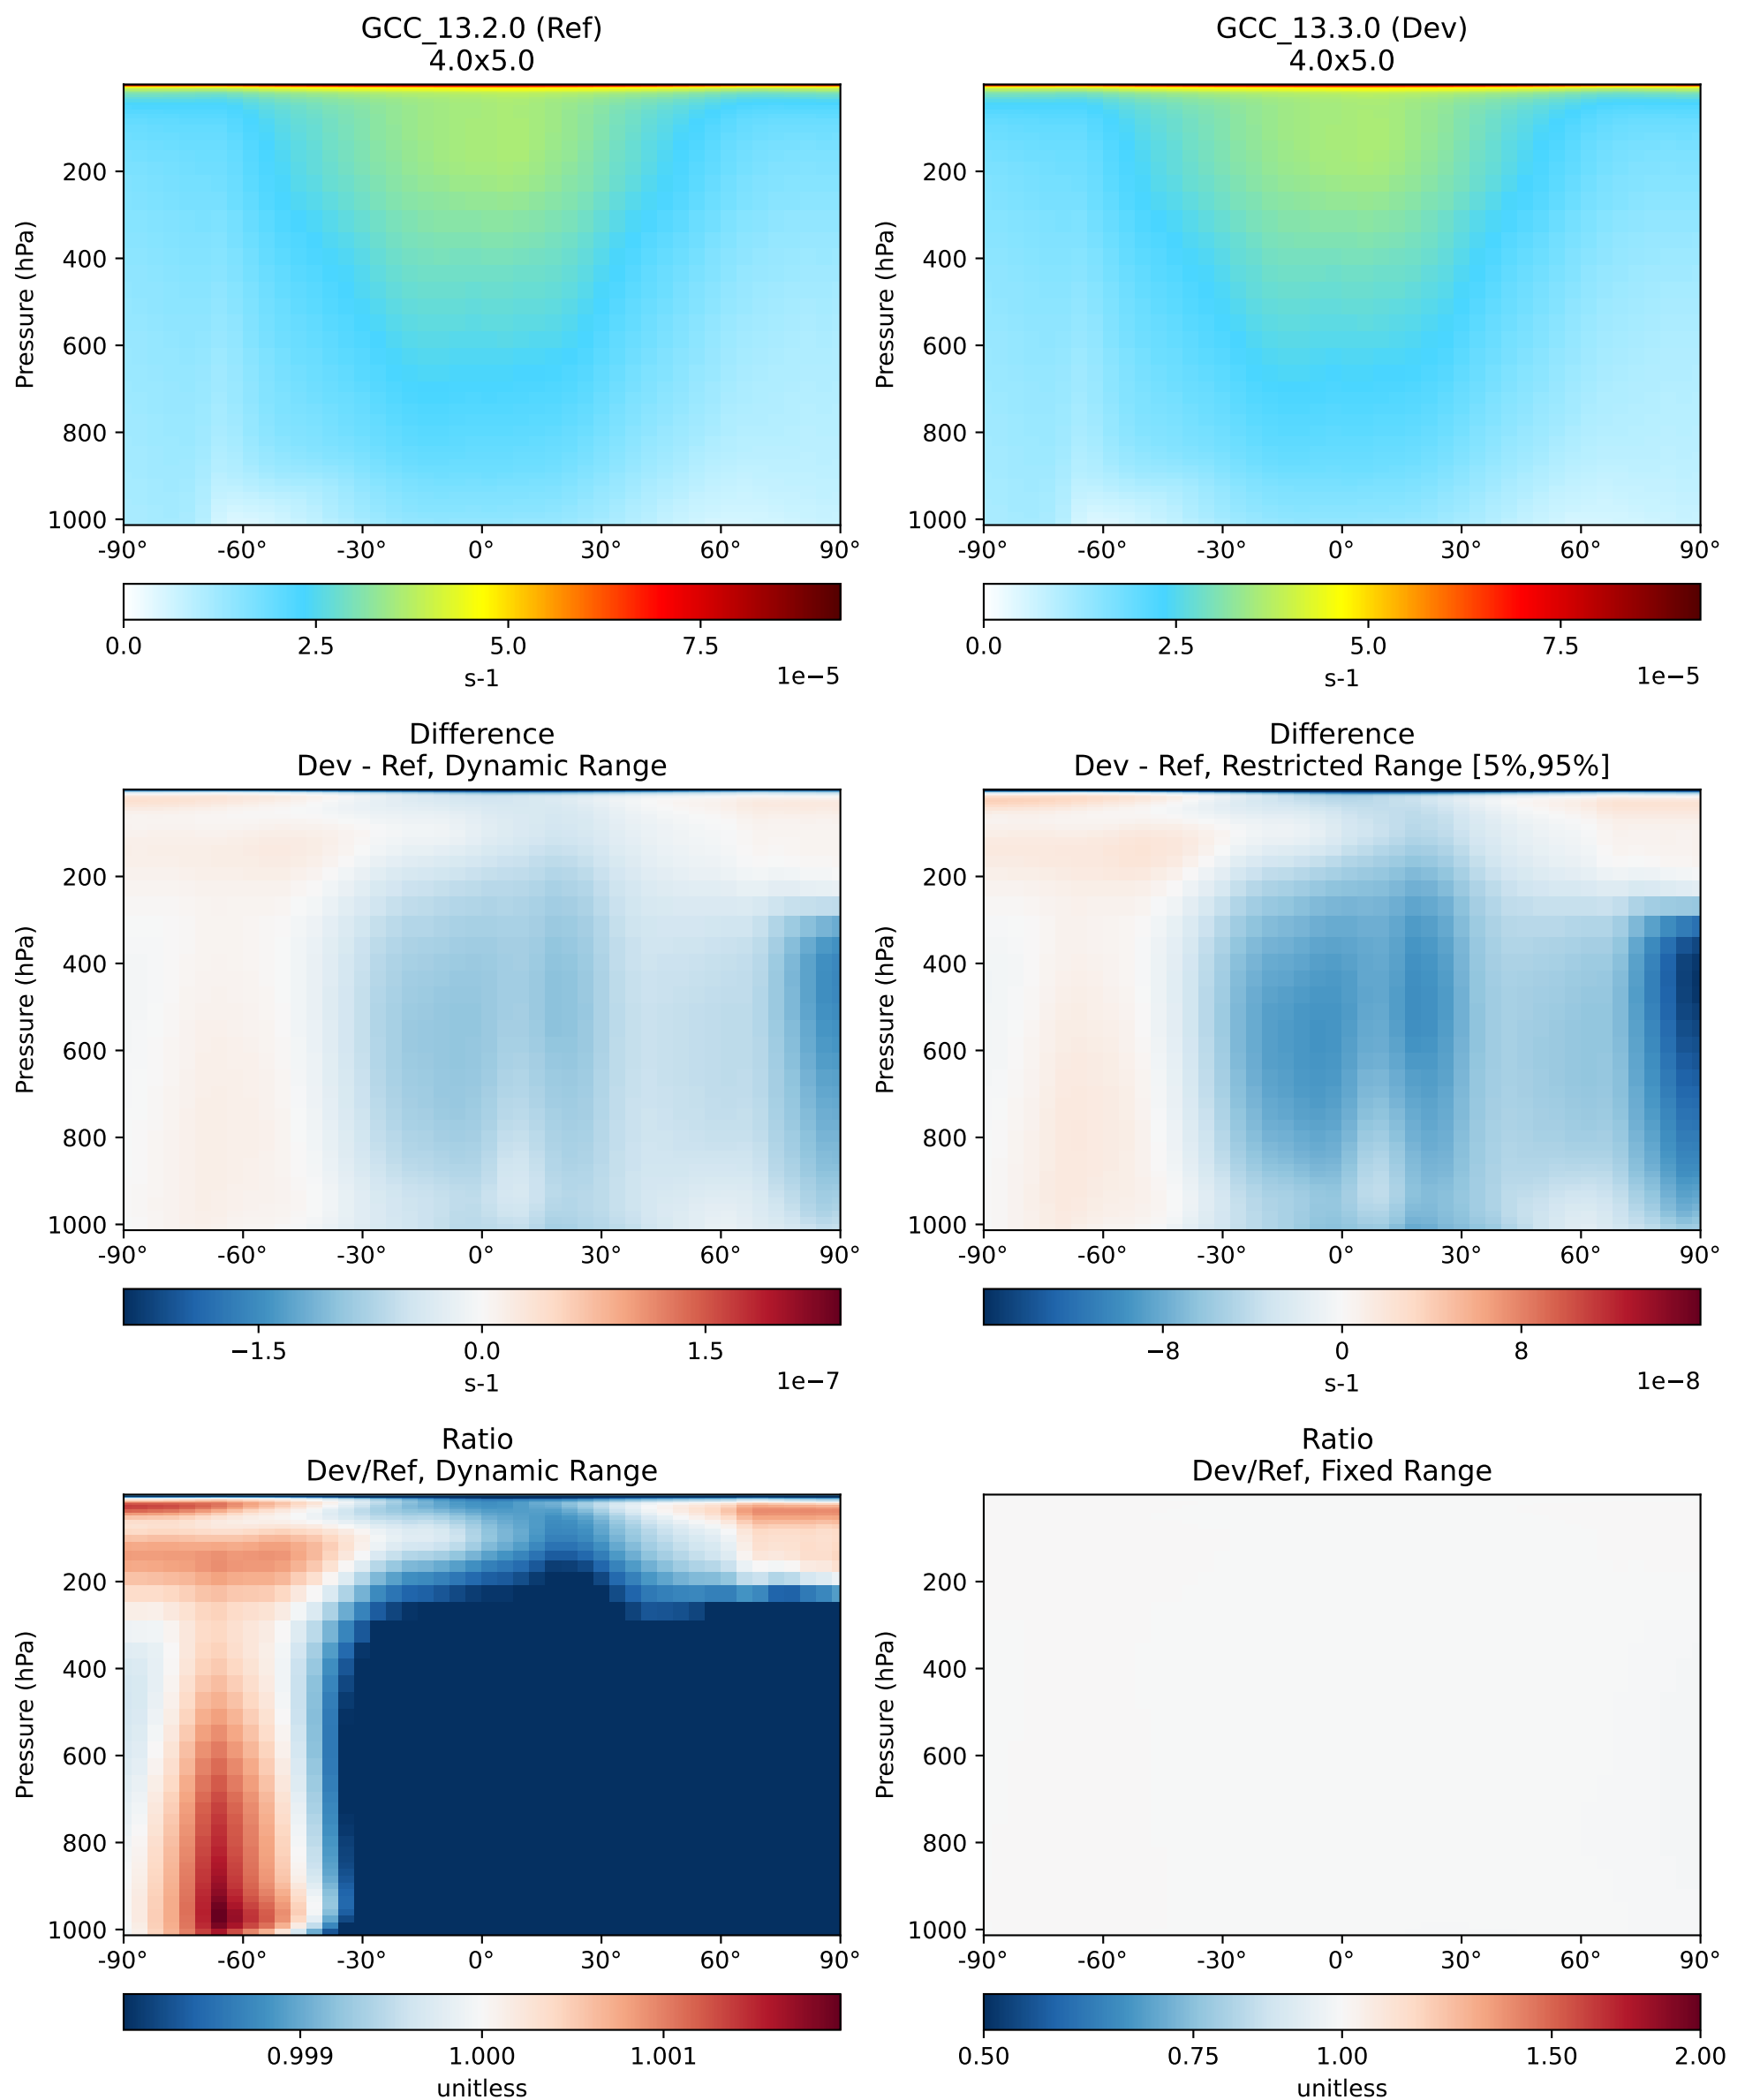 GCC_13.2.0 (Ref)
4.0x5.0
Pressure (hPa)
200
400
600
800
1000
-90° -60° -30° 0° 30° 60° 90°
0.0 2.5 5.0 7.5
s-1
1e−5
GCC_13.3.0 (Dev)
4.0x5.0
Pressure (hPa)
200
400
600
800
1000
-90° -60° -30° 0° 30° 60° 90°
0.0 2.5 5.0 7.5
s-1
1e−5
Difference
Dev - Ref, Dynamic Range
Pressure (hPa)
200
400
600
800
1000
-90° -60° -30° 0° 30° 60° 90°
−1.5 0.0 1.5
s-1
1e−7
Difference
Dev - Ref, Restricted Range [5%,95%]
Pressure (hPa)
200
400
600
800
1000
-90° -60° -30° 0° 30° 60° 90°
−8 0 8
s-1
1e−8
Ratio
Dev/Ref, Dynamic Range
Pressure (hPa)
200
400
600
800
1000
-90° -60° -30° 0° 30° 60° 90°
0.999 1.000 1.001
unitless
Ratio
Dev/Ref, Fixed Range
Pressure (hPa)
200
400
600
800
1000
-90° -60° -30° 0° 30° 60° 90°
0.50 0.75 1.00 1.50 2.00
unitless